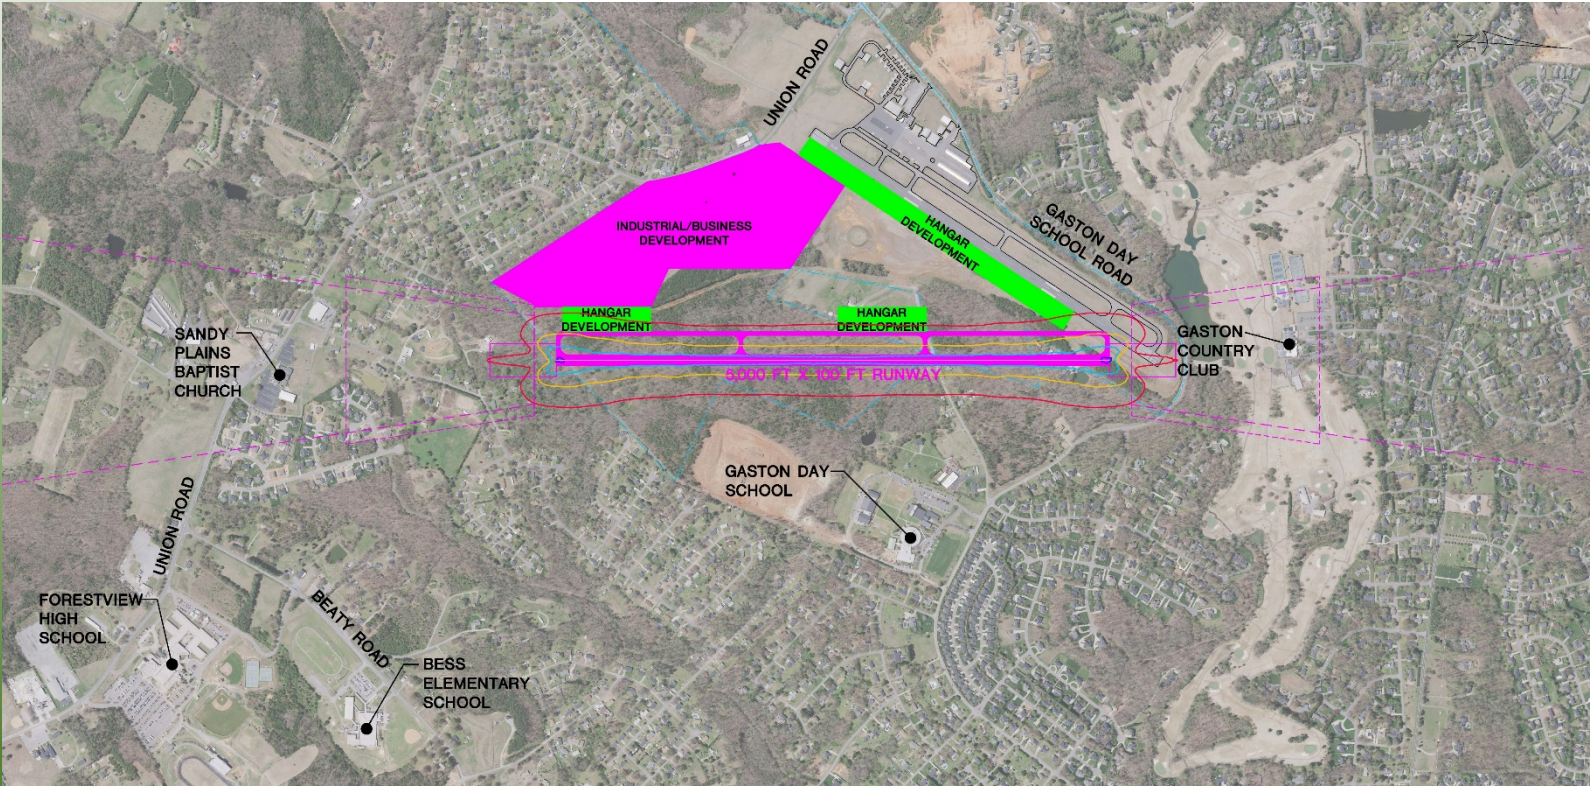 UNION ROAD
INDUSTRIAL/BUSINESS
DEVELOPMENT
HANGAR
DEVELOPMENT
GASTON DAY
SCHOOL ROAD
HANGAR
DEVELOPMENT
HANGAR
DEVELOPMENT
SANDY
PLAINS
BAPTIST
CHURCH
GASTON
COUNTRY
CLUB
5,000 FT X 100 FT RUNWAY
GASTON DAY
SCHOOL
UNION ROAD
FORESTVIEW
HIGH
SCHOOL
BEATY ROAD
BESS
ELEMENTARY
SCHOOL